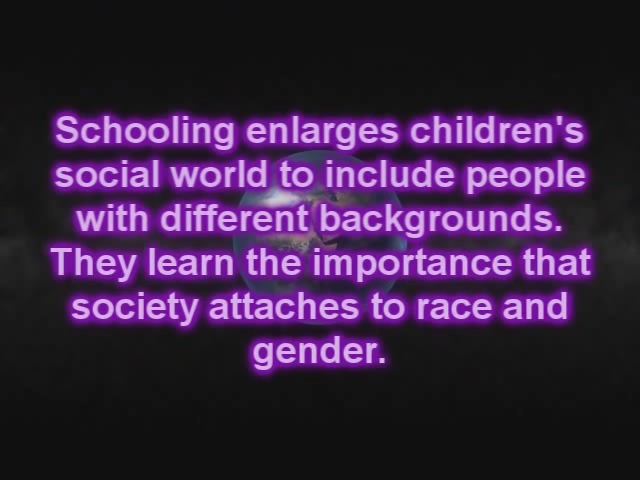 Schooling enlarges children's
social world to include people
with different backgrounds.
They learn the importance that
society attaches to race and
gender.